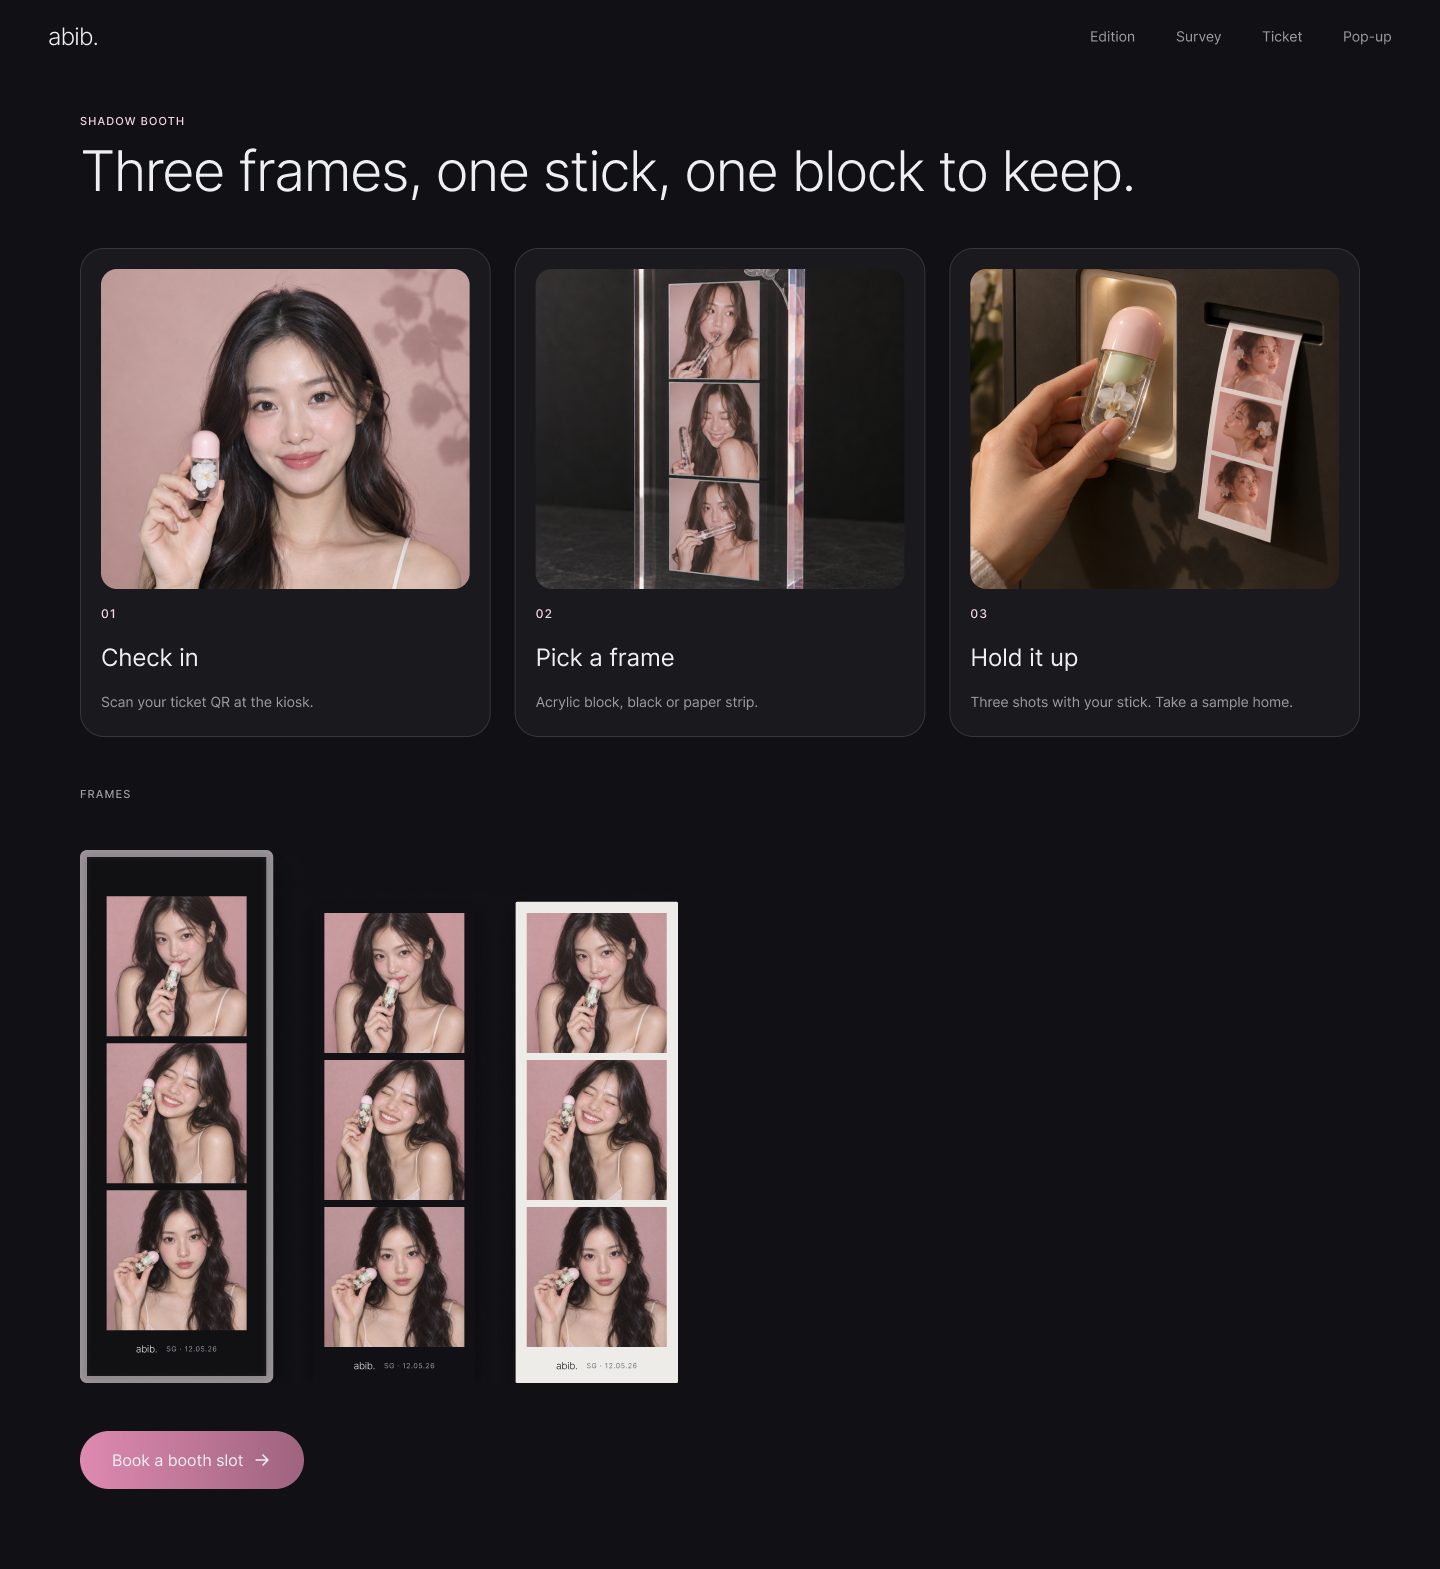 abib.
Edition
Survey
Ticket
Pop-up
SHADOW BOOTH
Three frames, one stick, one block to keep.
01
Check in
Scan your ticket QR at the kiosk.
02
Pick a frame
Acrylic block, black or paper strip.
03
Hold it up
Three shots with your stick. Take a sample home.
FRAMES
abib. SG · 12.05.26
abib. SG · 12.05.26
abib. SG · 12.05.26
Book a booth slot →